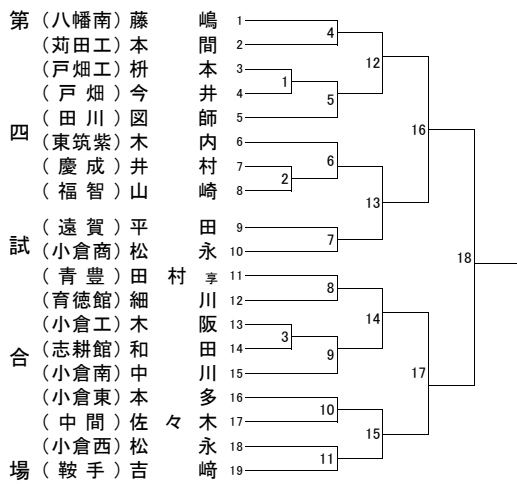 第四試合場
(八幡南)藤嶋 1
(苅田工)本間 2
(戸畑工)枡本 3
(戸畑)今井 4
(田川)図師 5
(東筑紫)木内 6
(慶成)井村 7
(福智)山崎 8
(遠賀)平田 9
(小倉商)松永 10
(青豊)田村享 11
(育徳館)細川 12
(小倉工)木阪 13
(志耕館)和田 14
(小倉南)中川 15
(小倉東)本多 16
(中間)佐々木 17
(小倉西)松永 18
(鞍手)吉﨑 19
1
2
3
4
5
6
7
8
9
10
11
12
13
14
15
16
17
18